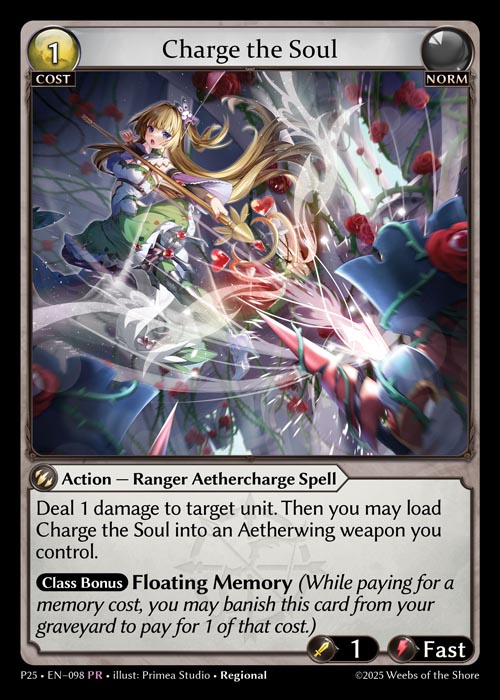 1
Charge the Soul
COST
NORM
Action — Ranger Aethercharge Spell
Deal 1 damage to target unit. Then you may load
Charge the Soul into an Aetherwing weapon you
control.
Class Bonus Floating Memory (While paying for a
memory cost, you may banish this card from your
graveyard to pay for 1 of that cost.)
1
Fast
P25 • EN–098 PR • illust: Primea Studio • Regional
©2025 Weebs of the Shore